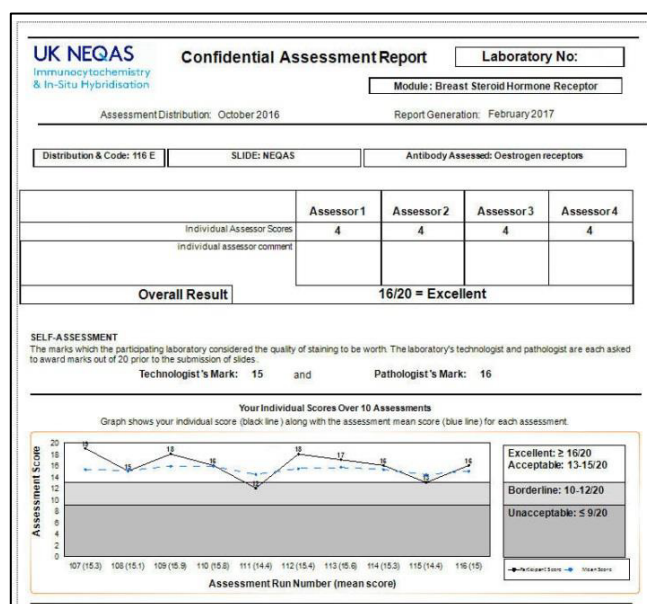 UK NEQAS
Immunocytochemistry
& In-Situ Hybridisation
Confidential Assessment Report
Laboratory No:
Module: Breast Steroid Hormone Receptor
Assessment Distribution: October 2016
Report Generation: February 2017
Distribution & Code: 116 E
SLIDE: NEQAS
Antibody Assessed: Oestrogen receptors
Assessor 1 Assessor 2 Assessor 3 Assessor 4
Individual Assessor Scores 4 4 4 4
individual assessor comment
Overall Result 16/20 = Excellent
SELF-ASSESSMENT
The marks which the participating laboratory considered the quality of staining to be worth. The laboratory's technologist and pathologist are each asked
to award marks out of 20 prior to the submission of slides.
Technologist's Mark: 15 and Pathologist's Mark: 16
Your Individual Scores Over 10 Assessments
Graph shows your individual score (black line) along with the assessment mean score (blue line) for each assessment.
Assessment Score
20
18
16
14
12
10
8
6
4
2
0
19 15 18 16 12 18 17 16 13 16
107 (15.3) 108 (15.1) 109 (15.9) 110 (15.8) 111 (14.4) 112 (15.4) 113 (15.6) 114 (15.3) 115 (14.4) 116 (15)
Assessment Run Number (mean score)
Excellent: ≥ 16/20
Acceptable: 13-15/20
Borderline: 10-12/20
Unacceptable: ≤ 9/20
Participant Score Mean Score